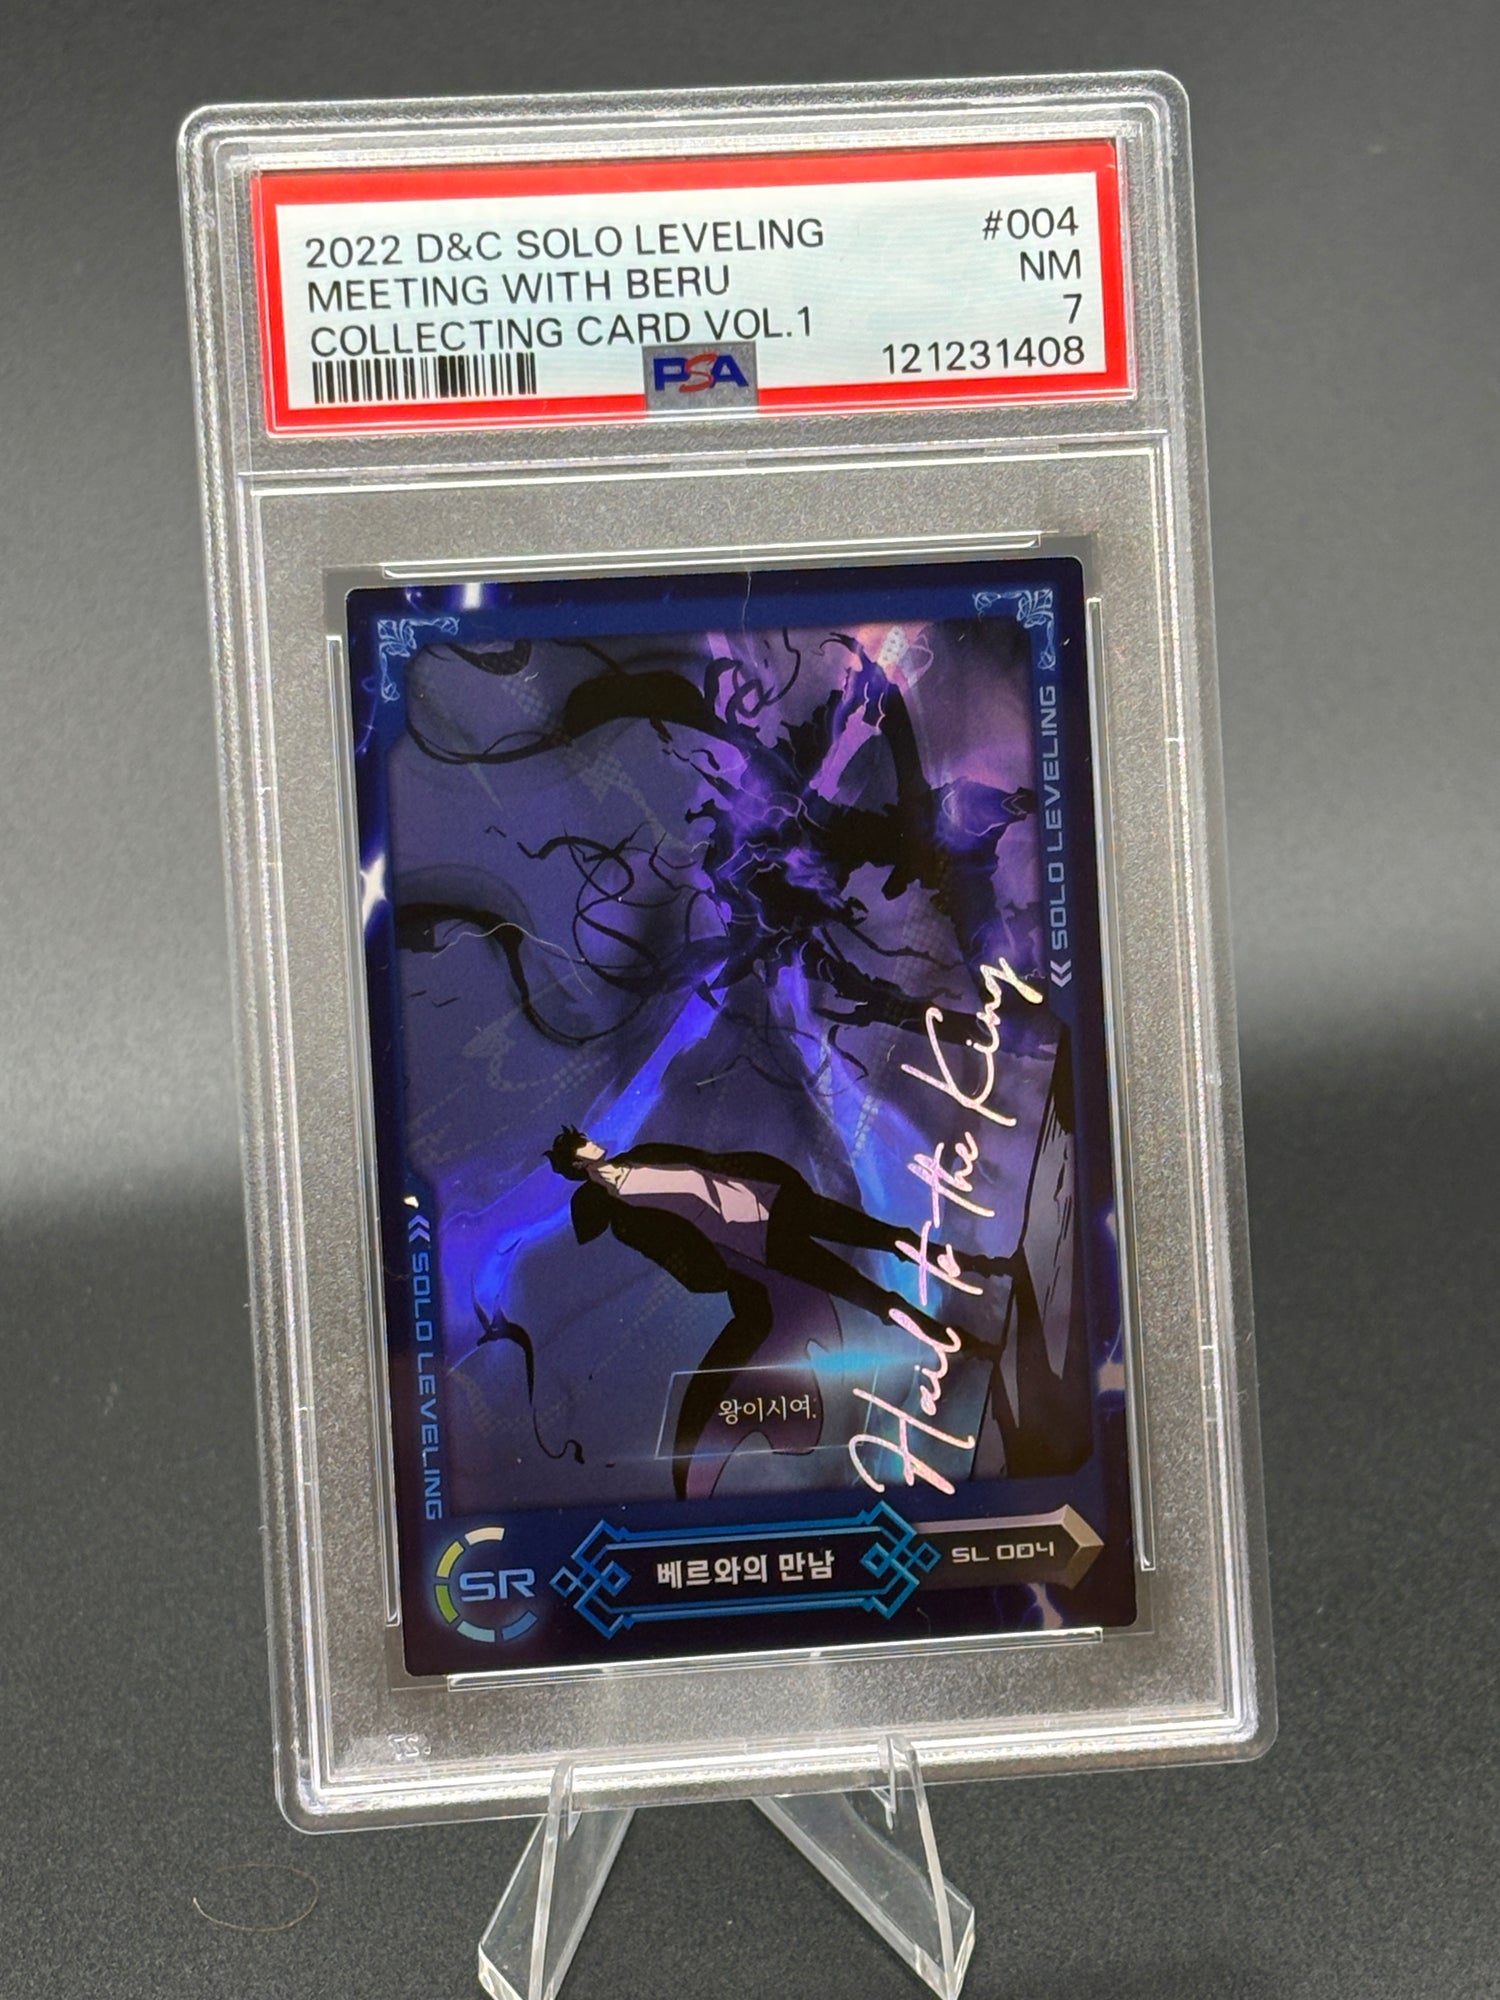 2022 D&C SOLO LEVELING #004
MEETING WITH BERU NM
COLLECTING CARD VOL.1 7
PSA 121231408
« SOLO LEVELING
Hail to the King
« SOLO LEVELING
왕이시여.
SR 베르와의 만남 SL 004